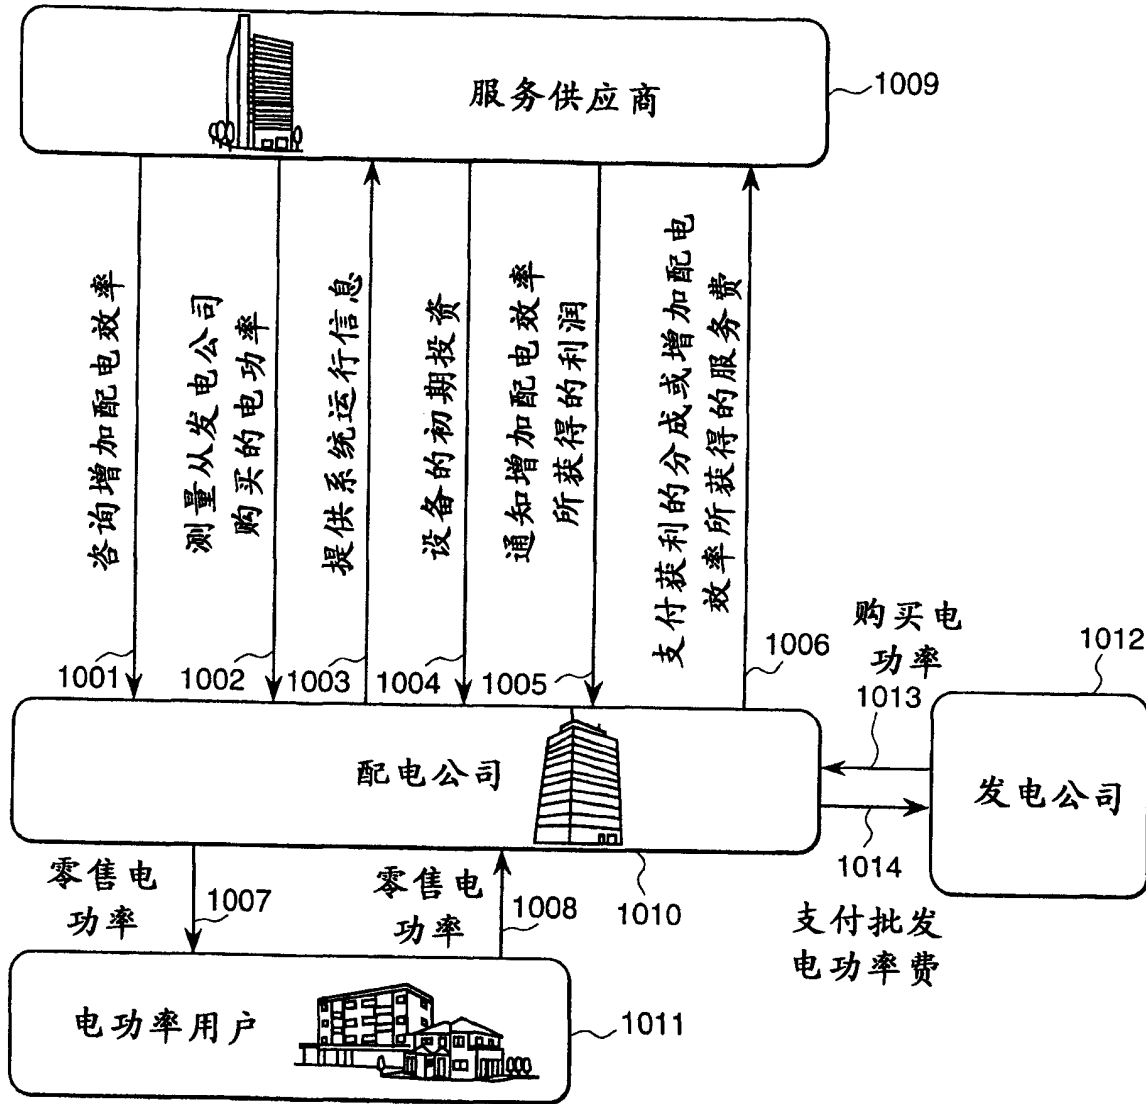 服务供应商
1009
咨询增加配电效率
测量从发电公司
购买的电功率
提供系统运行信息
设备的初期投资
通知增加配电效率
所获得的利润
支付获利的分成或增加配电
效率所获得的服务费
1001
1002
1003
1004
1005
1006
购买电
功率
1013
1012
配电公司
发电公司
1014
1010
支付批发
电功率费
零售电
功率
1007
零售电
功率
1008
电功率用户
1011